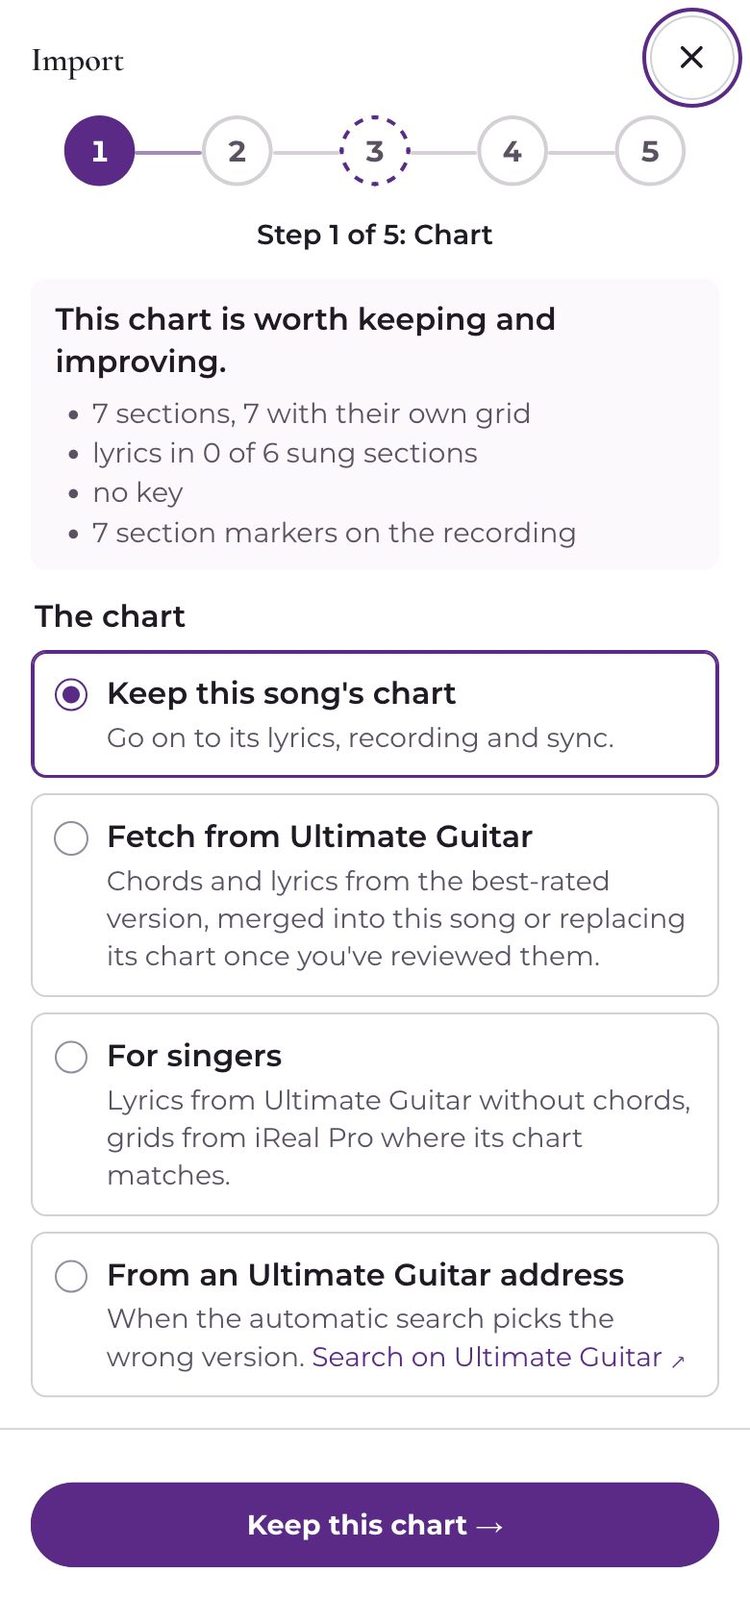 Import
1 2 3 4 5
Step 1 of 5: Chart
This chart is worth keeping and
improving.
• 7 sections, 7 with their own grid
• lyrics in 0 of 6 sung sections
• no key
• 7 section markers on the recording
The chart
Keep this song's chart
Go on to its lyrics, recording and sync.
Fetch from Ultimate Guitar
Chords and lyrics from the best-rated
version, merged into this song or replacing
its chart once you've reviewed them.
For singers
Lyrics from Ultimate Guitar without chords,
grids from iReal Pro where its chart
matches.
From an Ultimate Guitar address
When the automatic search picks the
wrong version. Search on Ultimate Guitar ↗
Keep this chart →